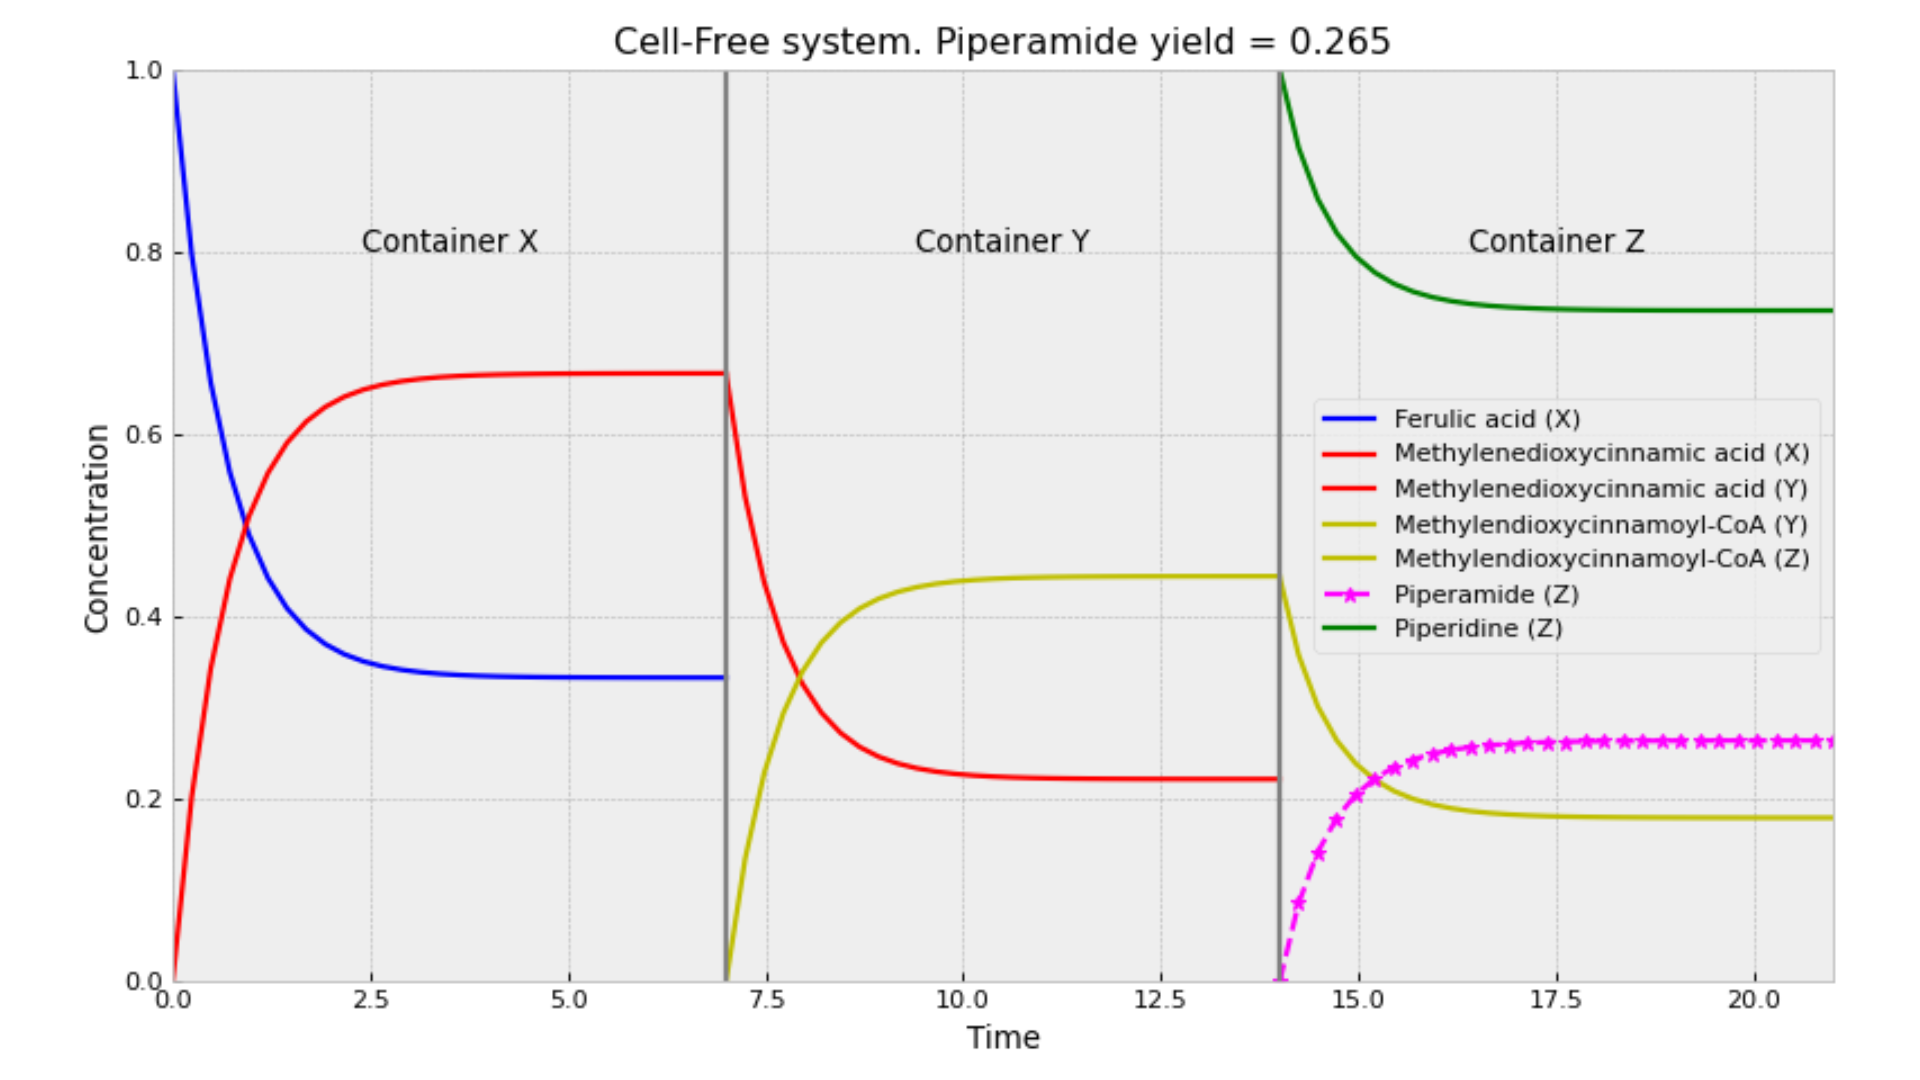 Cell-Free system. Piperamide yield = 0.265
1.0
0.8
0.6
0.4
0.2
0.0
Concentration
Container X
Container Y
Container Z
Ferulic acid (X)
Methylenedioxycinnamic acid (X)
Methylenedioxycinnamic acid (Y)
Methylendioxycinnamoyl-CoA (Y)
Methylendioxycinnamoyl-CoA (Z)
Piperamide (Z)
Piperidine (Z)
0.0 2.5 5.0 7.5 10.0 12.5 15.0 17.5 20.0
Time